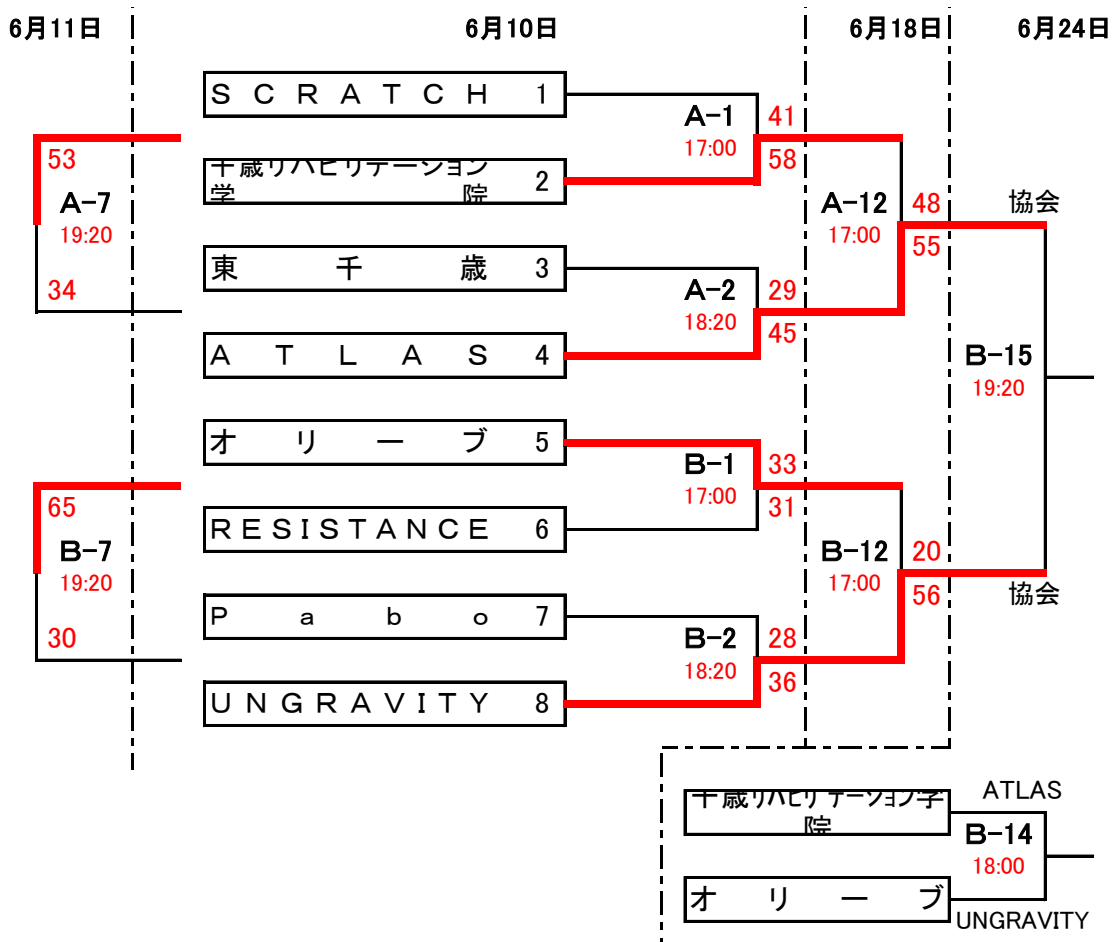 6月11日 6月10日 6月18日 6月24日
SCRATCH 1
A-1 41
17:00 58
53
千歳リハビリテーション
学院 2
A-7
19:20
A-12 48 協会
17:00 55
東千歳 3
34
A-2 29
18:20 45
ATLAS 4
B-15
19:20
オリーブ 5
B-1 33
17:00 31
65
RESISTANCE 6
B-7
19:20
B-12 20
17:00 56 協会
Pabo 7
30
B-2 28
18:20 36
UNGRAVITY 8
千歳リハビリテーション学
院
ATLAS
B-14
18:00
オリーブ
UNGRAVITY